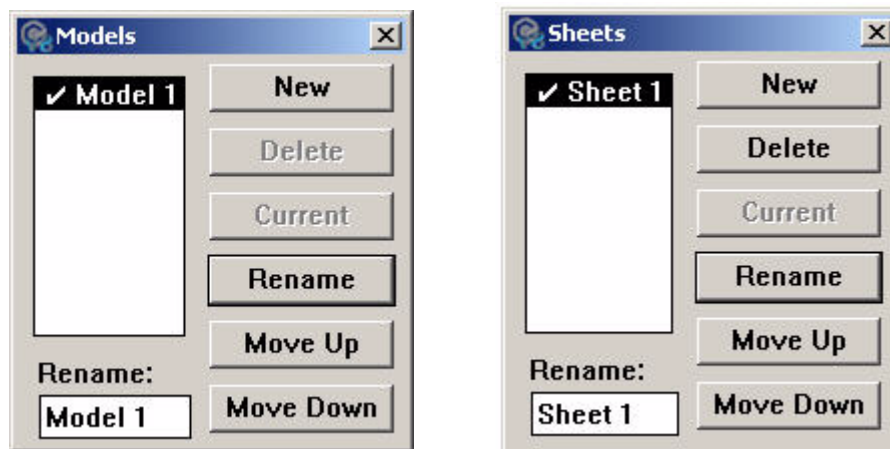 Models
✓ Model 1
New
Delete
Current
Rename
Move Up
Rename:
Model 1
Move Down
Sheets
✓ Sheet 1
New
Delete
Current
Rename
Move Up
Rename:
Sheet 1
Move Down